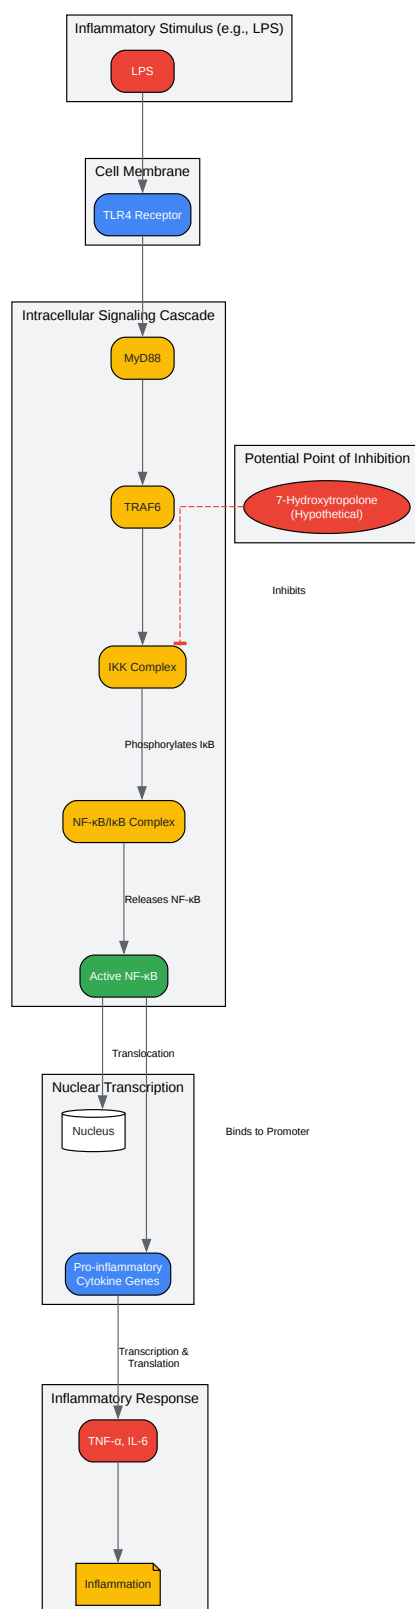 Inflammatory Stimulus (e.g., LPS)
LPS
Cell Membrane
TLR4 Receptor
Intracellular Signaling Cascade
MyD88
TRAF6
Potential Point of Inhibition
7-Hydroxytropolone
(Hypothetical)
Inhibits
IKK Complex
Phosphorylates IκB
NF-κB/IκB Complex
Releases NF-κB
Active NF-κB
Translocation
Nuclear Transcription
Nucleus
Binds to Promoter
Pro-inflammatory
Cytokine Genes
Transcription &
Translation
Inflammatory Response
TNF-α, IL-6
Inflammation